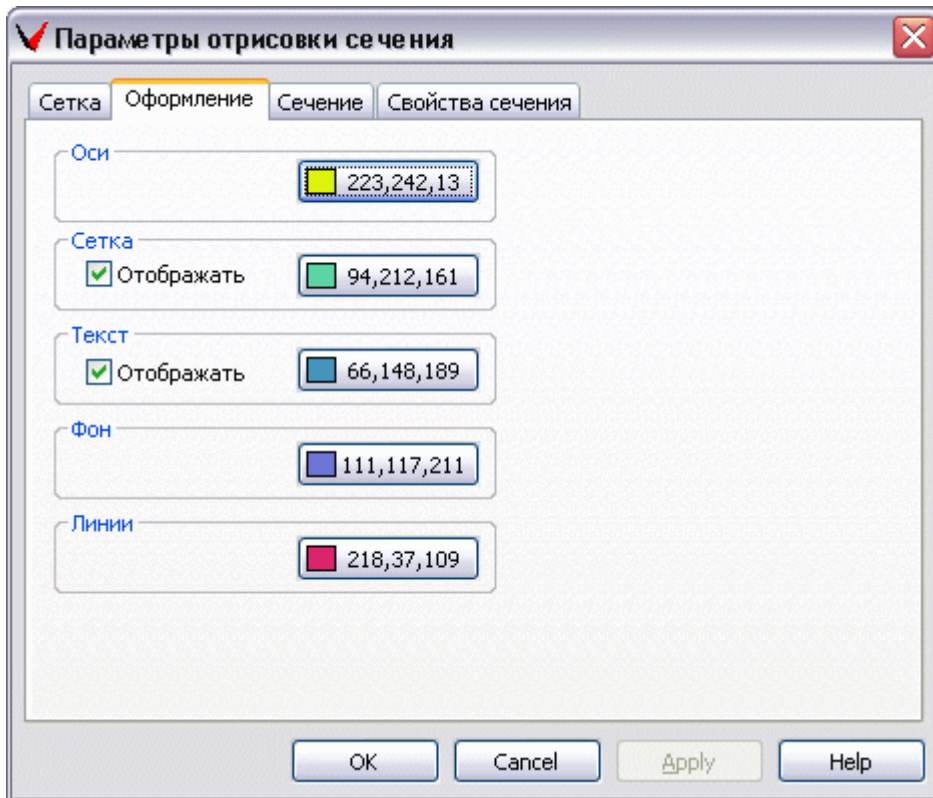 Параметры отрисовки сечения
Сетка Оформление Сечение Свойства сечения
Оси
223,242,13
Сетка
Отображать 94,212,161
Текст
Отображать 66,148,189
Фон
111,117,211
Линии
218,37,109
OK Cancel Apply Help